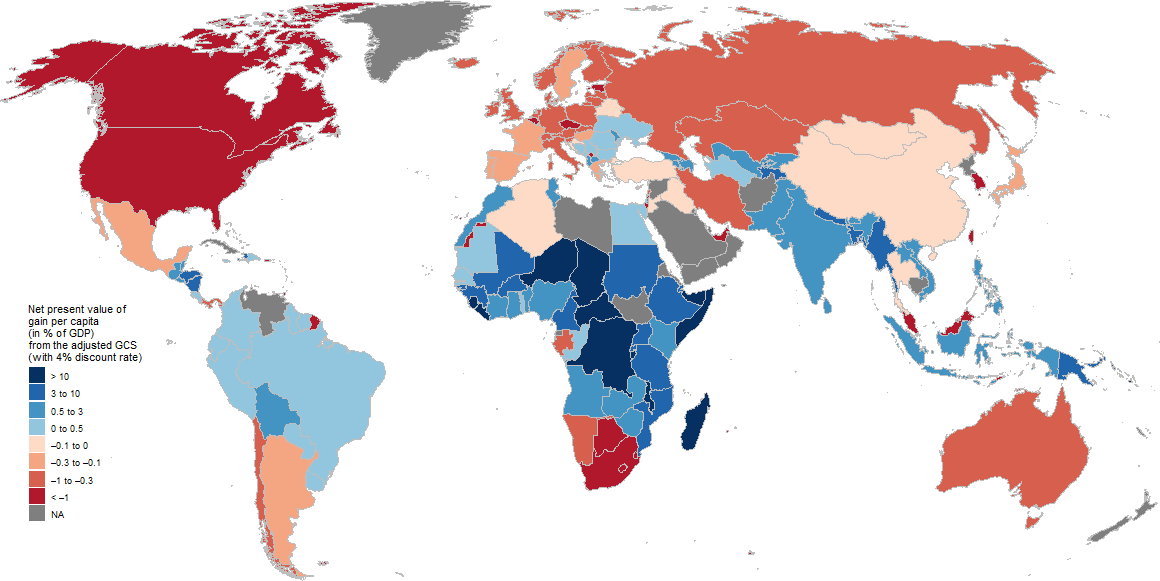 Net present value of
gain per capita
(in % of GDP)
from the adjusted GCS
(with 4% discount rate)
> 10
3 to 10
0.5 to 3
0 to 0.5
–0.1 to 0
–0.3 to –0.1
–1 to –0.3
< –1
NA